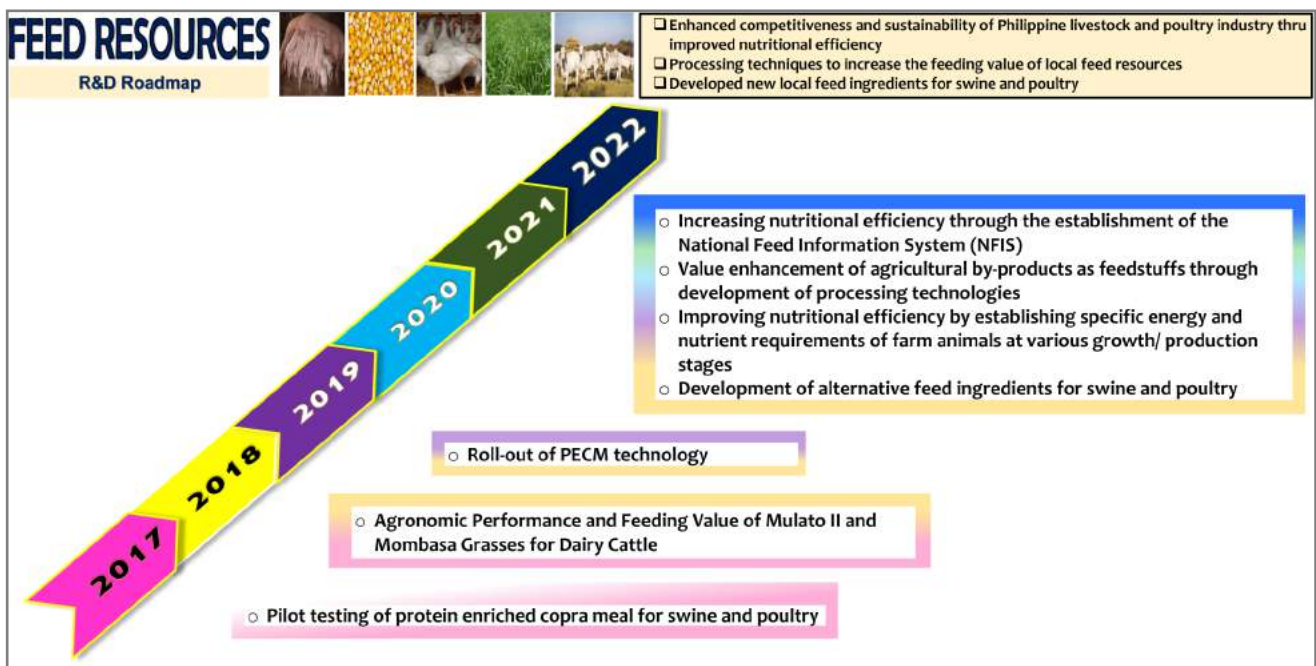 FEED RESOURCES
R&D Roadmap
❑ Enhanced competitiveness and sustainability of Philippine livestock and poultry industry thru
improved nutritional efficiency
❑ Processing techniques to increase the feeding value of local feed resources
❑ Developed new local feed ingredients for swine and poultry
2022
2021
2020
2019
2018
2017
○ Increasing nutritional efficiency through the establishment of the
National Feed Information System (NFIS)
○ Value enhancement of agricultural by-products as feedstuffs through
development of processing technologies
○ Improving nutritional efficiency by establishing specific energy and
nutrient requirements of farm animals at various growth/ production
stages
○ Development of alternative feed ingredients for swine and poultry
○ Roll-out of PECM technology
○ Agronomic Performance and Feeding Value of Mulato II and
Mombasa Grasses for Dairy Cattle
○ Pilot testing of protein enriched copra meal for swine and poultry